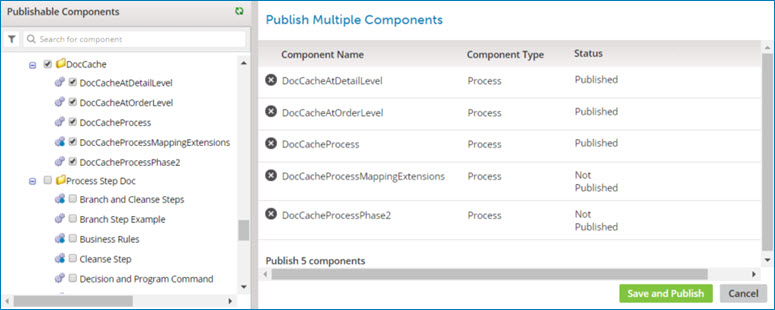 Publishable Components
Search for component
DocCache
DocCacheAtDetailLevel
DocCacheAtOrderLevel
DocCacheProcess
DocCacheProcessMappingExtensions
DocCacheProcessPhase2
Process Step Doc
Branch and Cleanse Steps
Branch Step Example
Business Rules
Cleanse Step
Decision and Program Command
Publish Multiple Components
Component Name Component Type Status
DocCacheAtDetailLevel Process Published
DocCacheAtOrderLevel Process Published
DocCacheProcess Process Published
DocCacheProcessMappingExtensions Process Not
Published
DocCacheProcessPhase2 Process Not
Published
Publish 5 components
Save and Publish Cancel